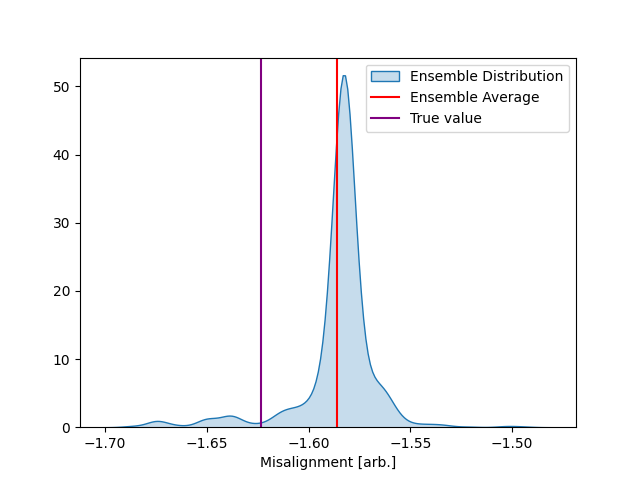 Ensemble Distribution
Ensemble Average
True value
50
40
30
20
10
0
−1.70 −1.65 −1.60 −1.55 −1.50
Misalignment [arb.]